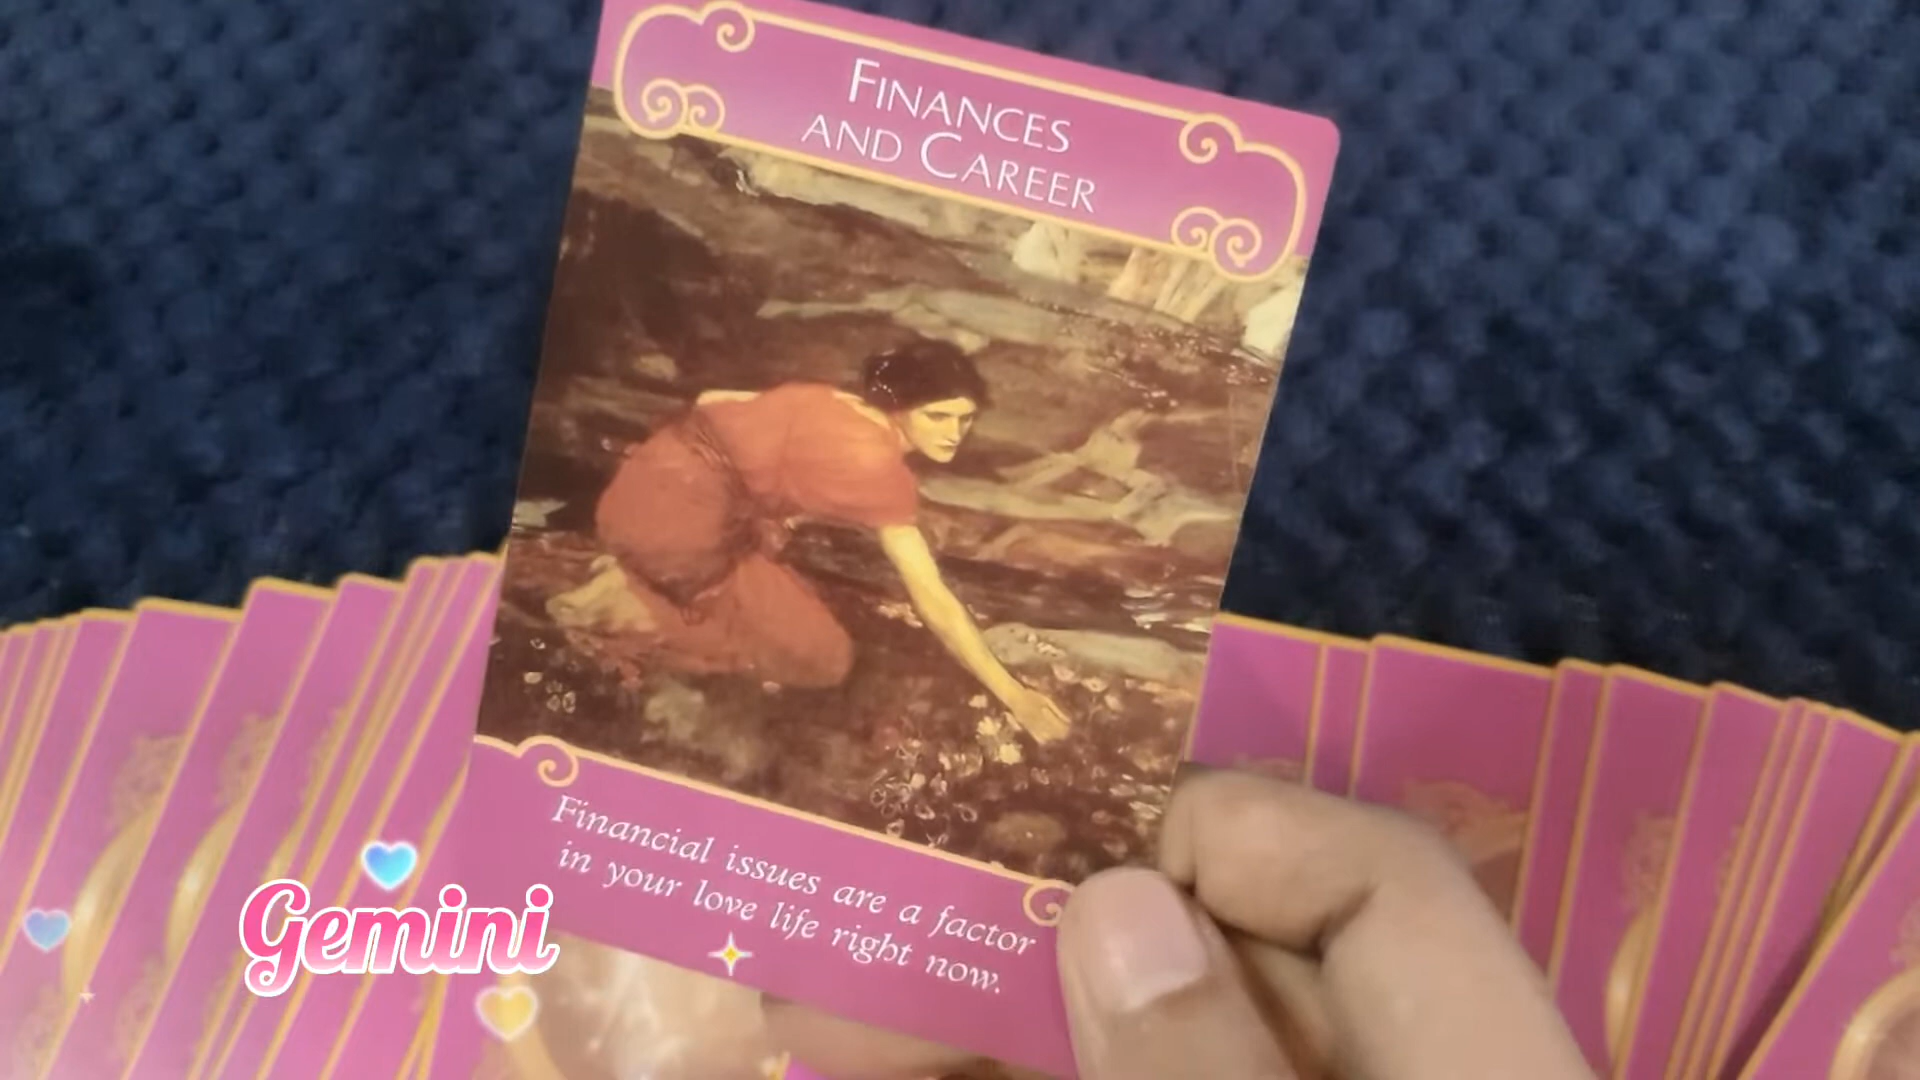 FINANCES
AND CAREER
Financial issues are a factor
in your love life right now.
Gemini